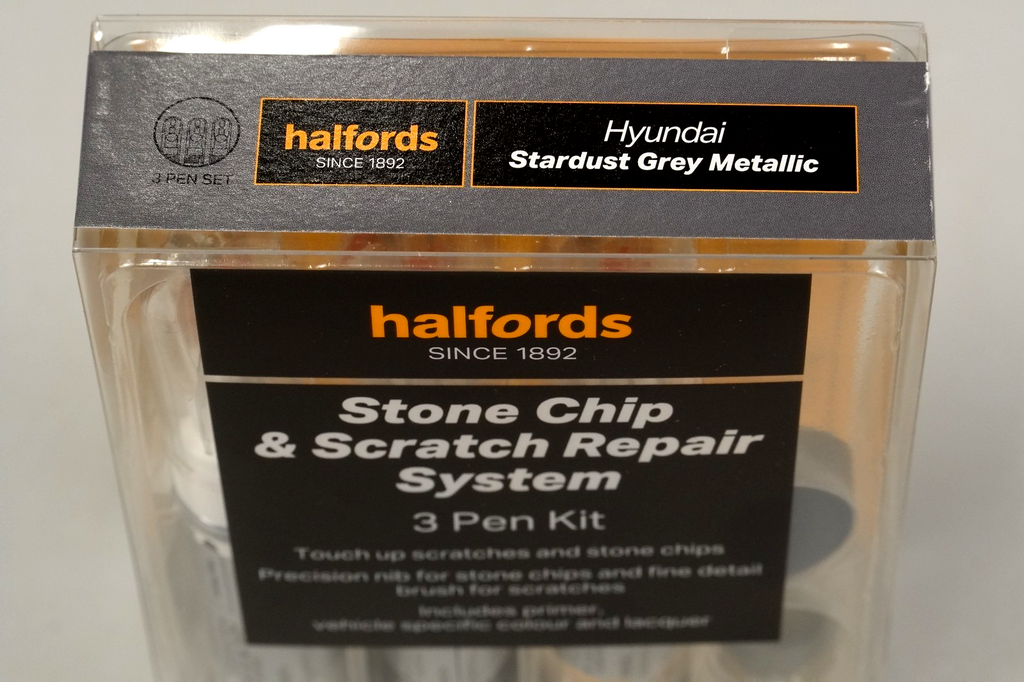 3 PEN SET
halfords
SINCE 1892
Hyundai
Stardust Grey Metallic
halfords
SINCE 1892
Stone Chip
& Scratch Repair
System
3 Pen Kit
Touch up scratches and stone chips
Precision nib for stone chips and fine detail
brush for scratches
Includes primer,
vehicle specific colour and lacquer